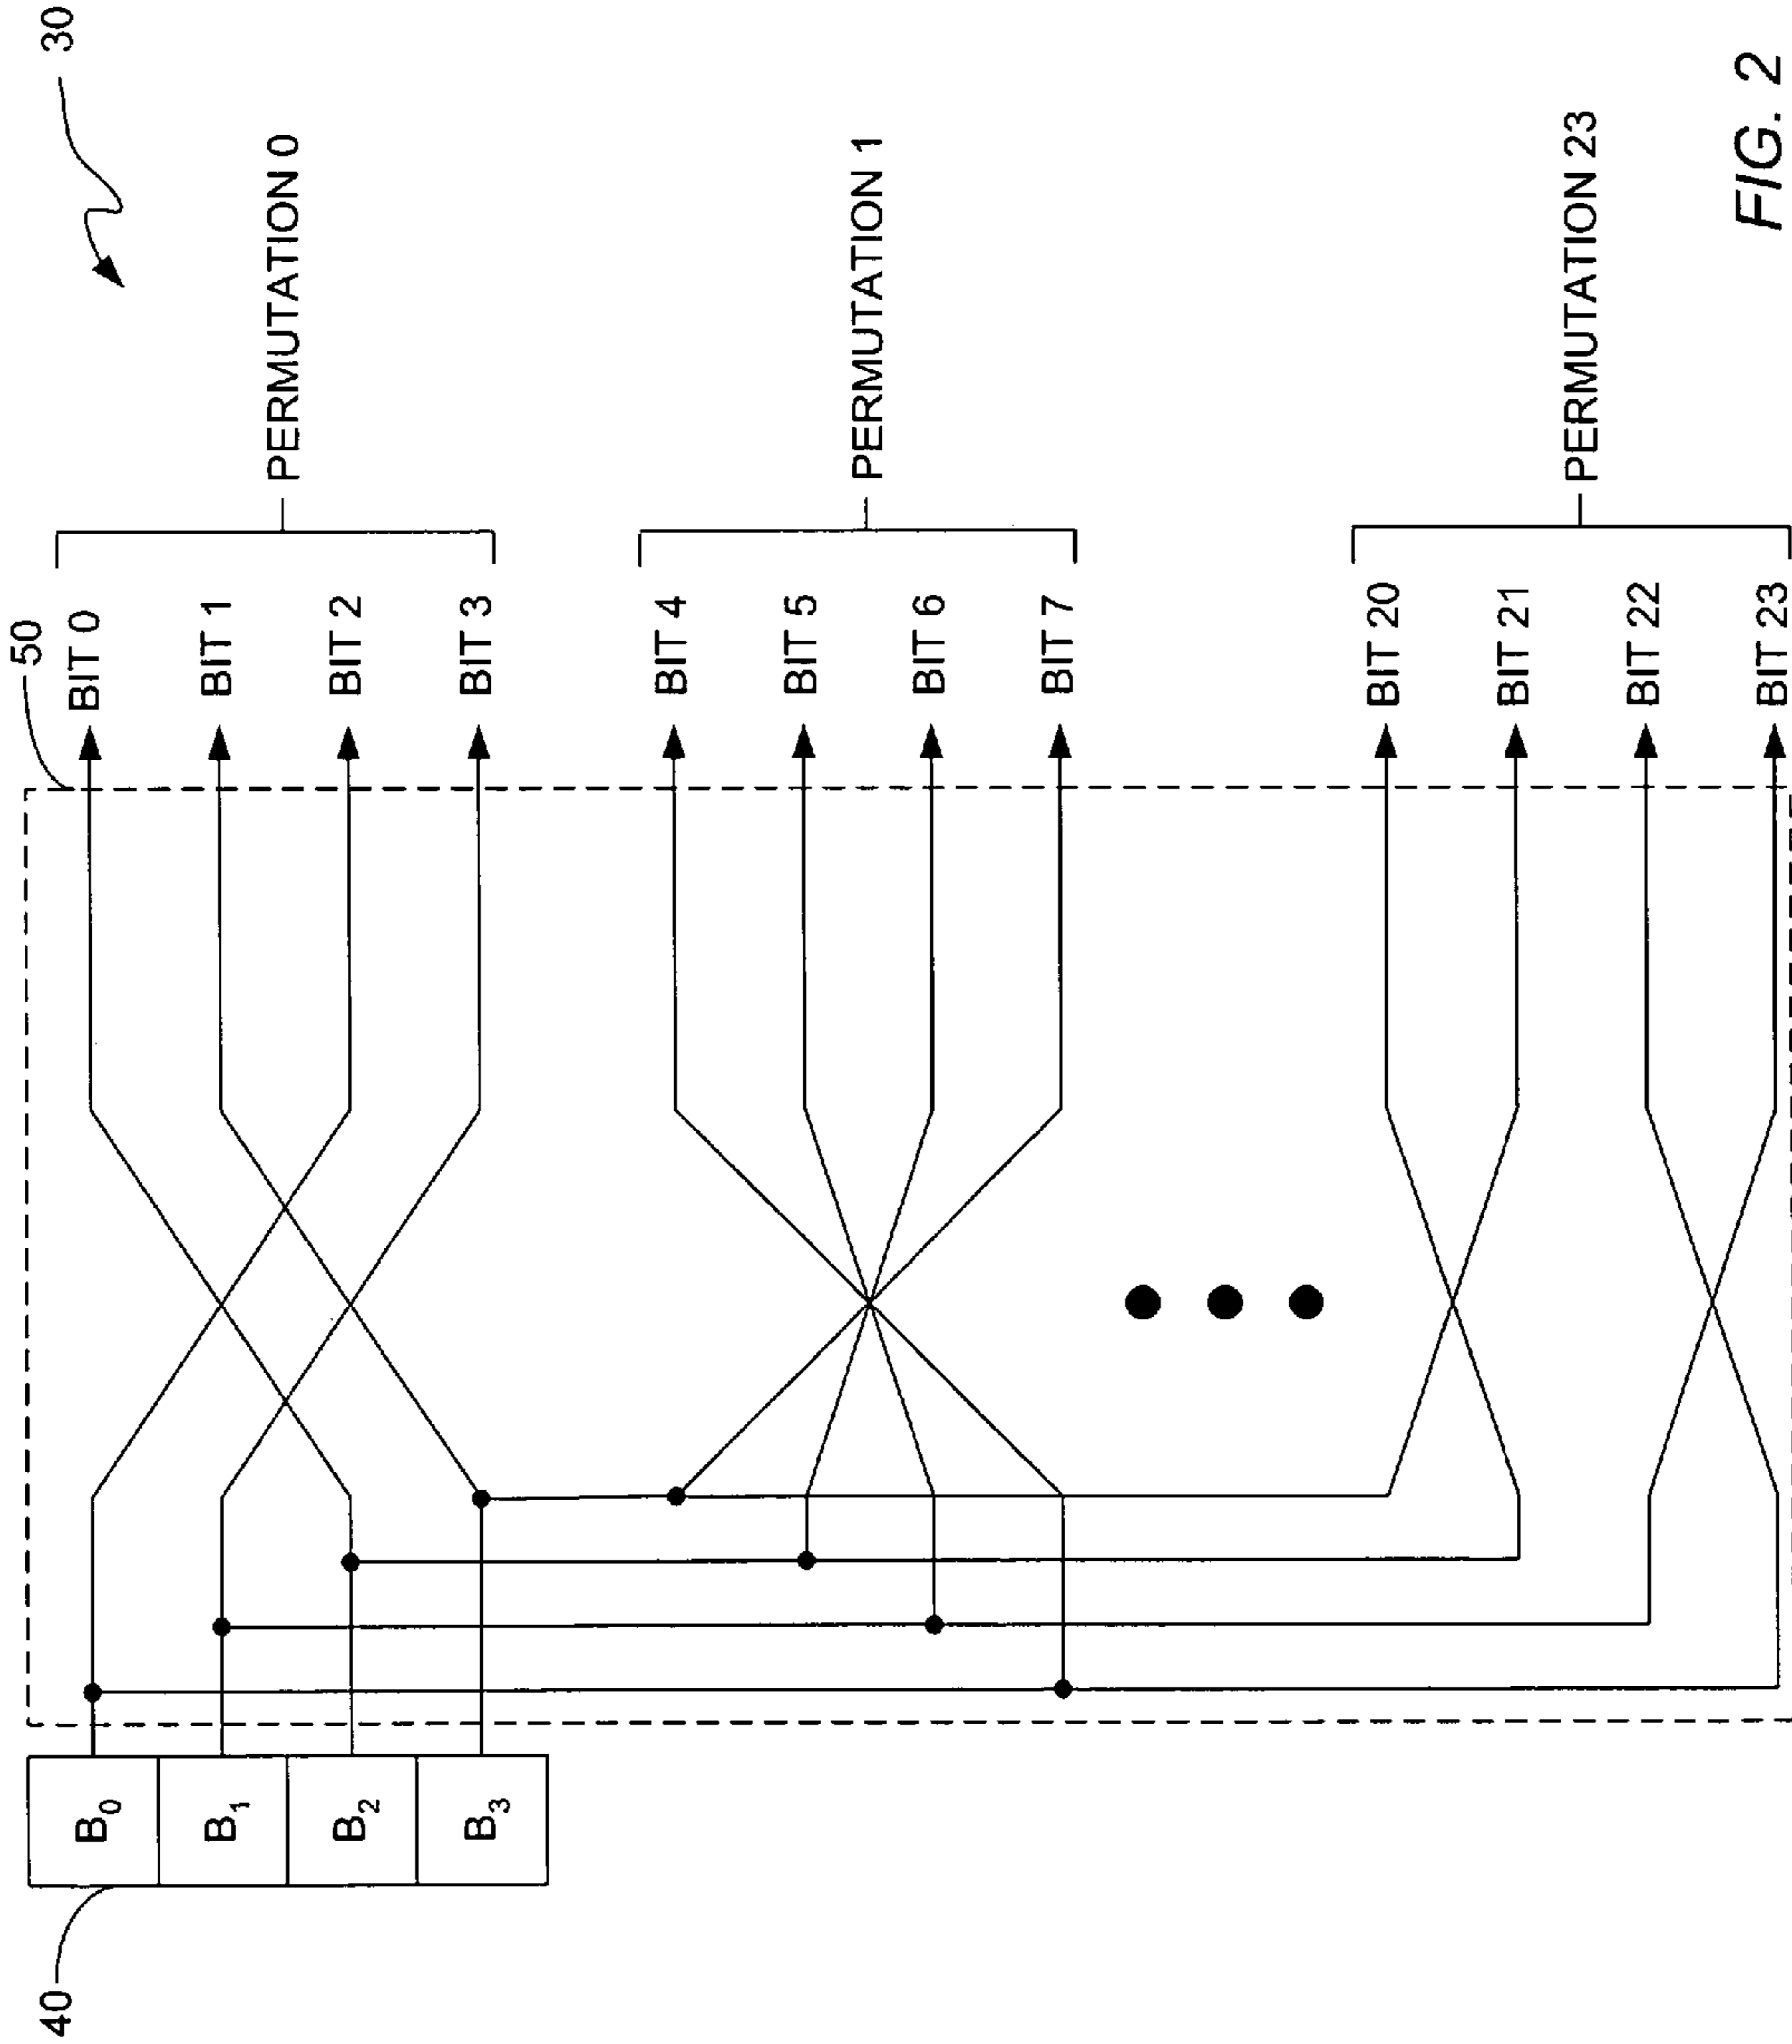 30
40
50
B0
B1
B2
B3
BIT 0
BIT 1
BIT 2
BIT 3
PERMUTATION 0
BIT 4
BIT 5
BIT 6
BIT 7
PERMUTATION 1
BIT 20
BIT 21
BIT 22
BIT 23
PERMUTATION 23
FIG. 2